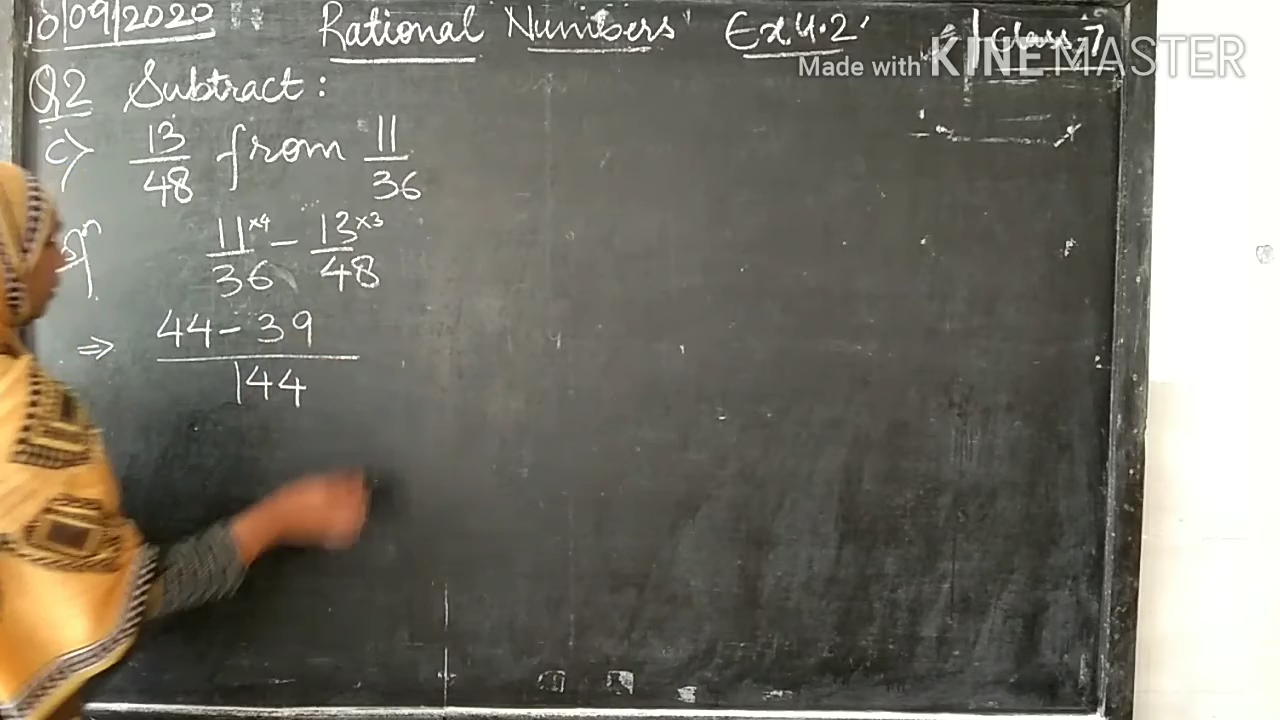 10/09/2020 Rational Numbers Ex 4.2 Class 7
Made with KINEMASTER
Q2 Subtract:
c) 13/48 from 11/36
Soln 11×4/36 - 13×3/48
⇒ 44-39/144